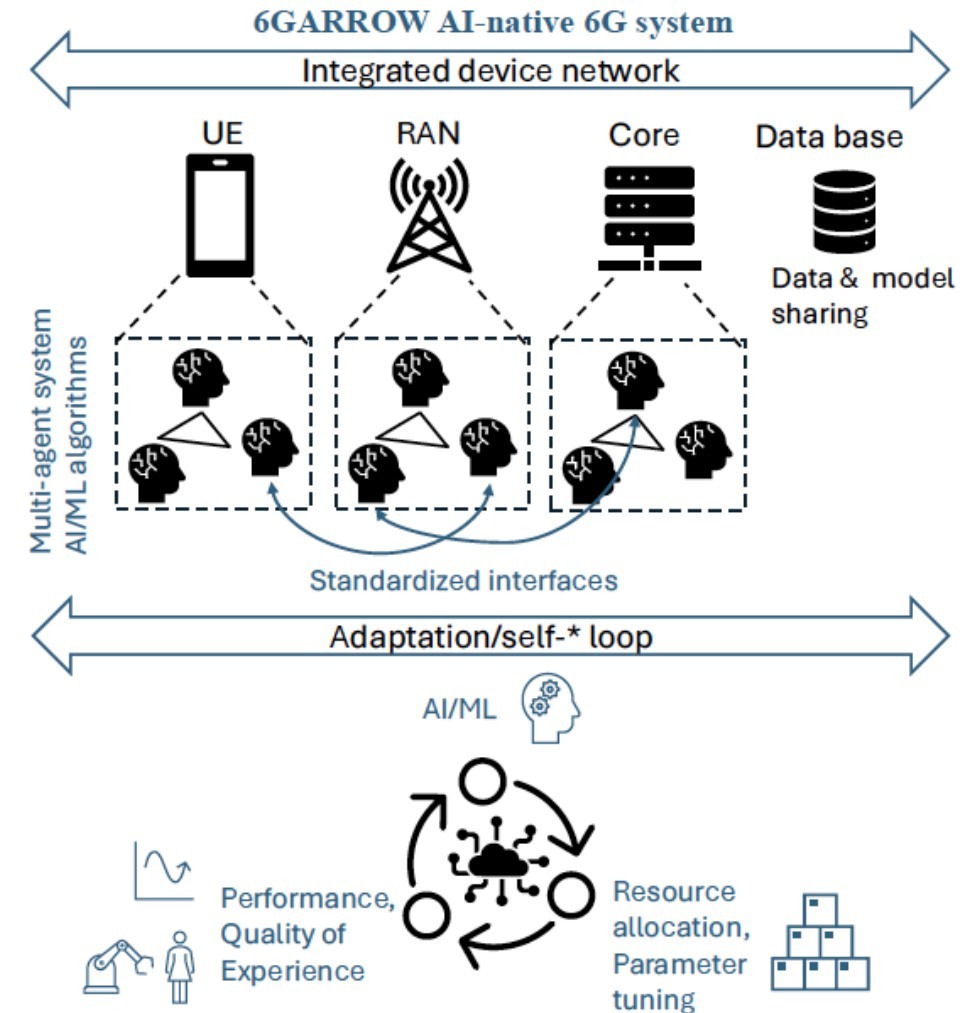 6GARROW AI-native 6G system
Integrated device network
UE
RAN
Core
Data base
Data & model
sharing
Multi-agent system
AI/ML algorithms
Standardized interfaces
Adaptation/self-* loop
AI/ML
Performance,
Quality of
Experience
Resource
allocation,
Parameter
tuning